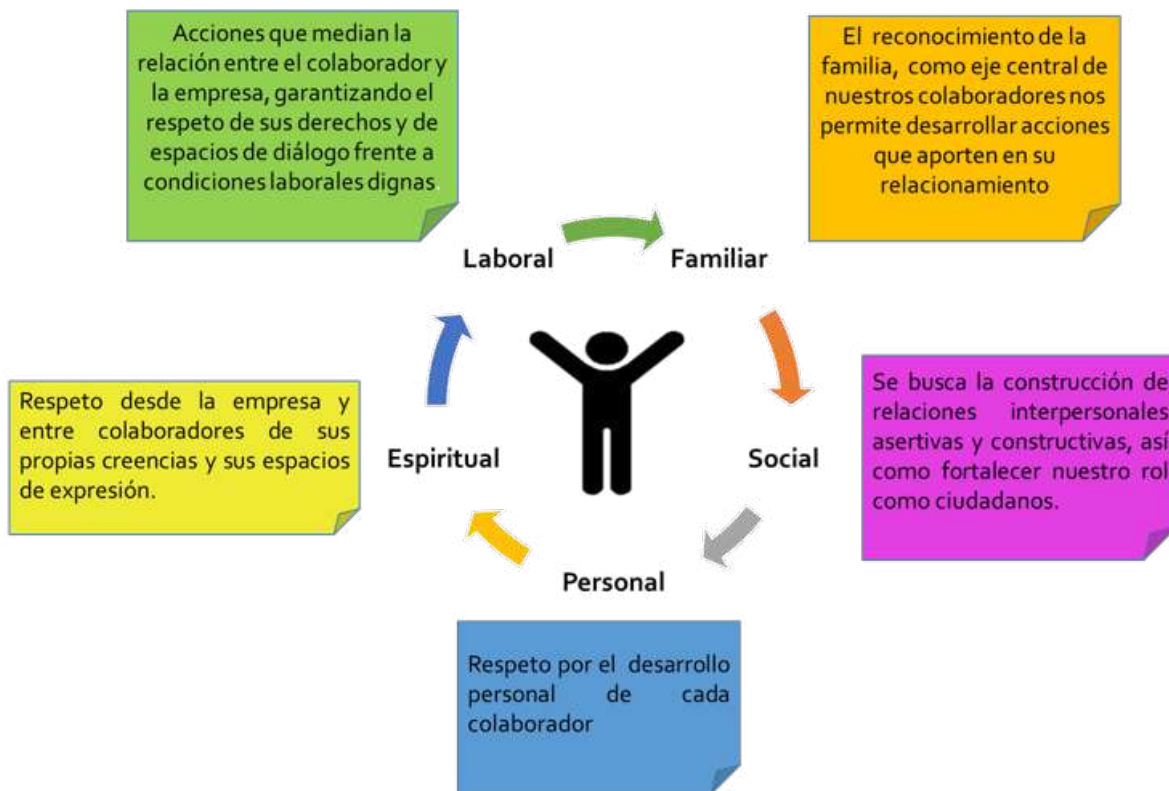 Acciones que median la
relación entre el colaborador y
la empresa, garantizando el
respeto de sus derechos y de
espacios de diálogo frente a
condiciones laborales dignas.
El reconocimiento de la
familia, como eje central de
nuestros colaboradores nos
permite desarrollar acciones
que aporten en su
relacionamiento
Laboral
Familiar
Respeto desde la empresa y
entre colaboradores de sus
propias creencias y sus espacios
de expresión.
Espiritual
Social
Se busca la construcción de
relaciones interpersonales
asertivas y constructivas, así
como fortalecer nuestro rol
como ciudadanos.
Personal
Respeto por el desarrollo
personal de cada
colaborador